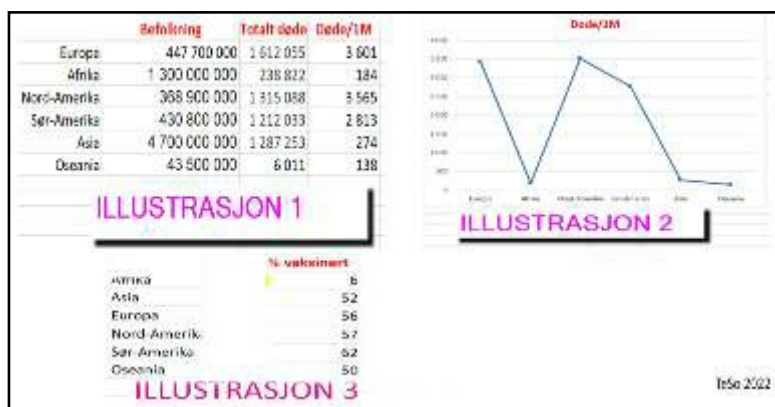 Befolkning Totalt døde Døde/1M
Europa 447 700 000 1 612 055 3 601
Afrika 1 300 000 000 238 822 184
Nord-Amerika 368 900 000 1 315 088 3 565
Sør-Amerika 430 800 000 1 212 033 2 813
Asia 4 700 000 000 1 287 253 274
Oseania 43 500 000 6 011 138
ILLUSTRASJON 1
Døde/1M
ILLUSTRASJON 2
% vaksinert
Afrika 6
Asia 52
Europa 56
Nord-Amerik
57
Sør-Amerika 62
Oseania 50
ILLUSTRASJON 3
TeSø 2022